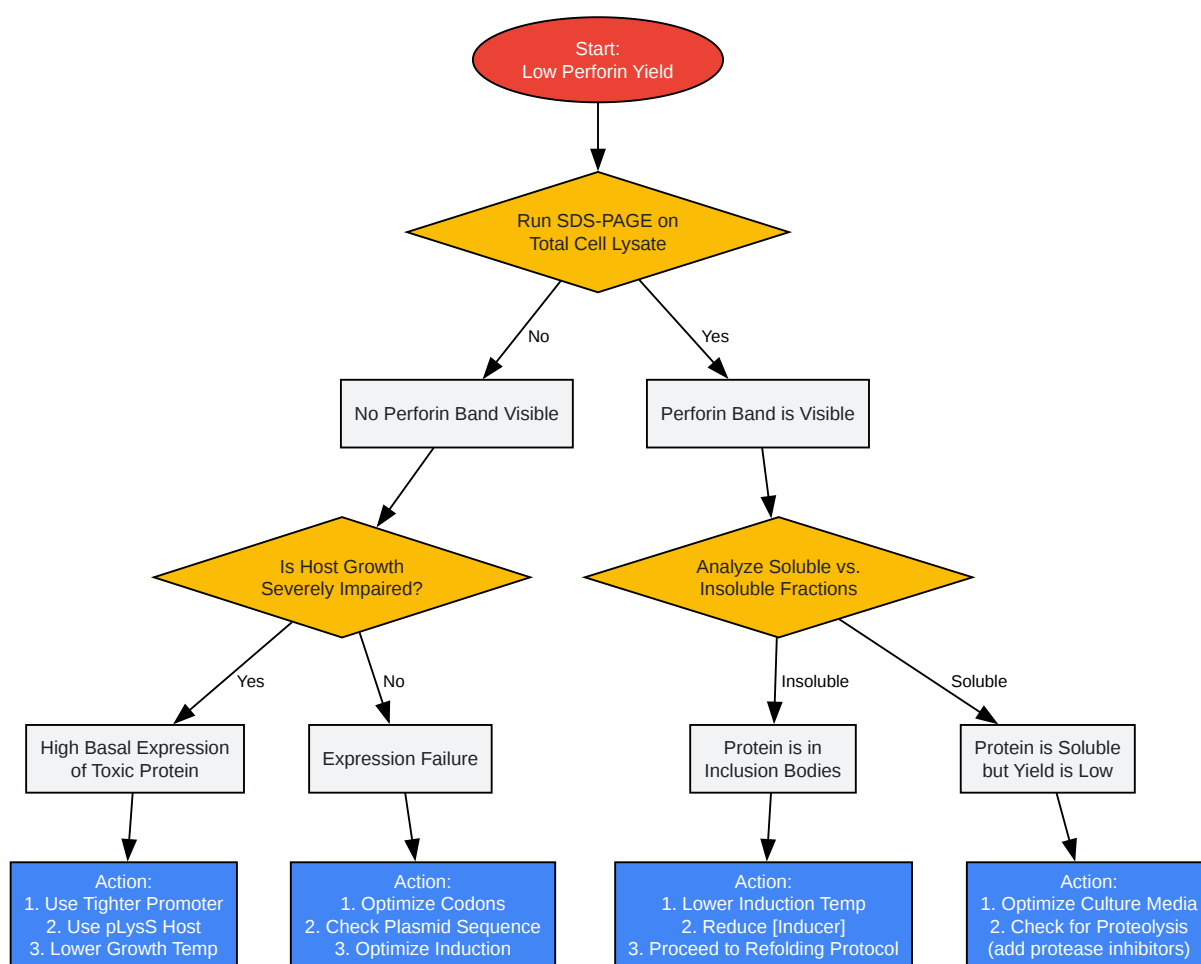 Start:
Low Perforin Yield
Run SDS-PAGE on
Total Cell Lysate
No
Yes
No Perforin Band Visible
Perforin Band is Visible
Is Host Growth
Severely Impaired?
Analyze Soluble vs.
Insoluble Fractions
Yes
No
Insoluble
Soluble
High Basal Expression
of Toxic Protein
Expression Failure
Protein is in
Inclusion Bodies
Protein is Soluble
but Yield is Low
Action:
1. Use Tighter Promoter
2. Use pLysS Host
3. Lower Growth Temp
Action:
1. Optimize Codons
2. Check Plasmid Sequence
3. Optimize Induction
Action:
1. Lower Induction Temp
2. Reduce [Inducer]
3. Proceed to Refolding Protocol
Action:
1. Optimize Culture Media
2. Check for Proteolysis
(add protease inhibitors)